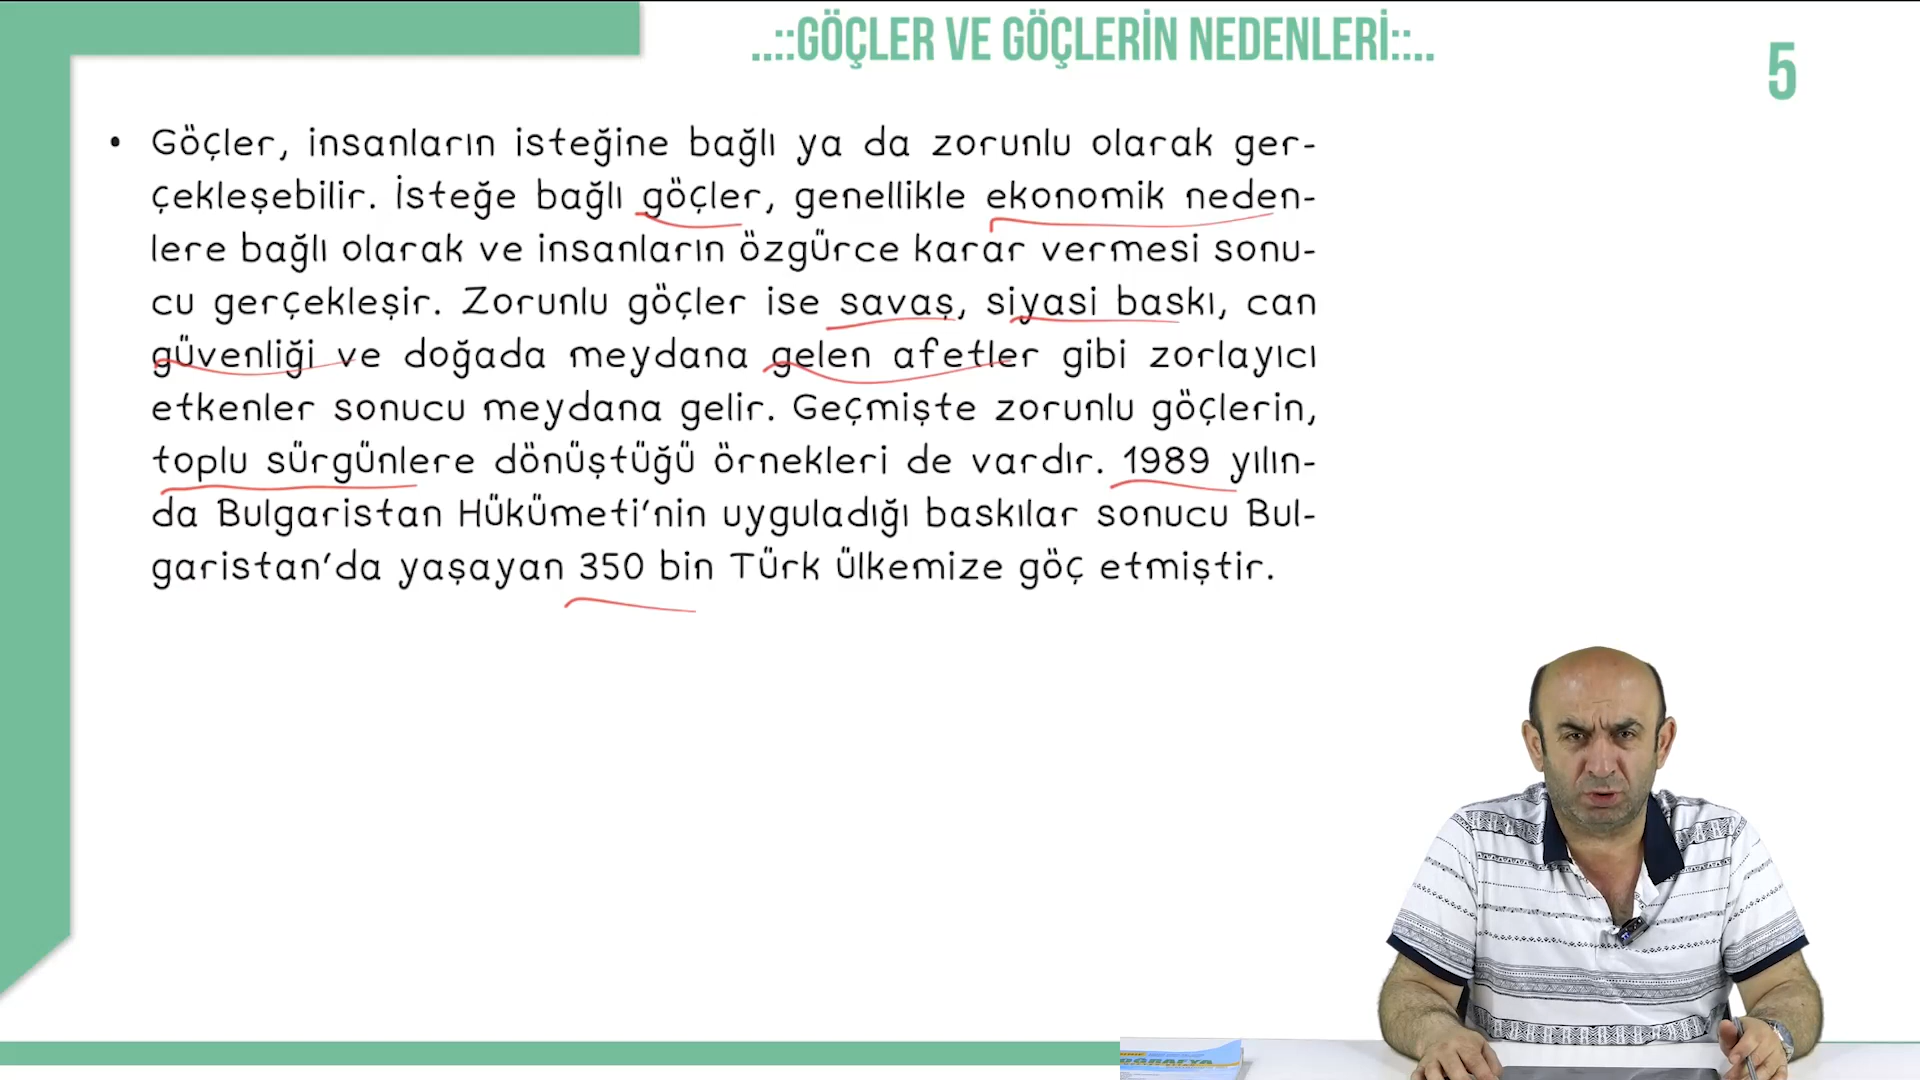 ..::GÖÇLER VE GÖÇLERİN NEDENLERİ::..
5
• Göçler, insanların isteğine bağlı ya da zorunlu olarak ger-
çekleşebilir. İsteğe bağlı göçler, genellikle ekonomik neden-
lere bağlı olarak ve insanların özgürce karar vermesi sonu-
cu gerçekleşir. Zorunlu göçler ise savaş, siyasi baskı, can
güvenliği ve doğada meydana gelen afetler gibi zorlayıcı
etkenler sonucu meydana gelir. Geçmişte zorunlu göçlerin,
toplu sürgünlere dönüştüğü örnekleri de vardır. 1989 yılın-
da Bulgaristan Hükümeti’nin uyguladığı baskılar sonucu Bul-
garistan’da yaşayan 350 bin Türk ülkemize göç etmiştir.